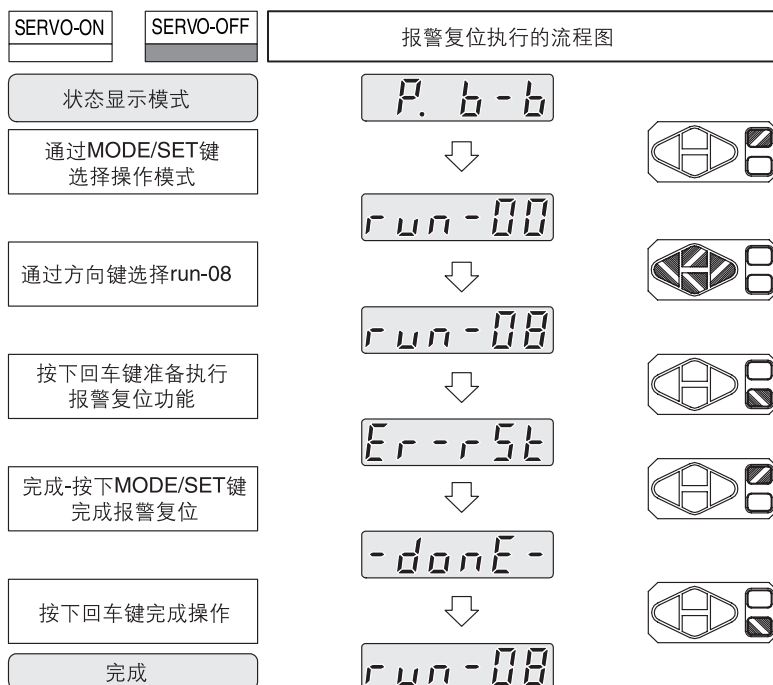 SERVO-ON
SERVO-OFF
报警复位执行的流程图
状态显示模式
P. b-b
通过MODE/SET键
选择操作模式
run-00
通过方向键选择run-08
run-08
按下回车键准备执行
报警复位功能
Er-rSt
完成-按下MODE/SET键
完成报警复位
-donE-
按下回车键完成操作
完成
run-08